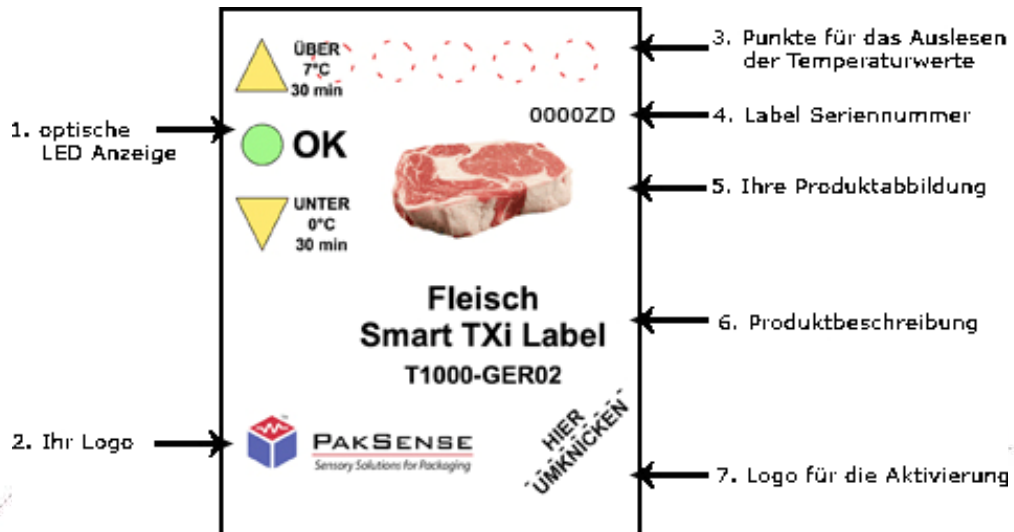 ÜBER
7°C
30 min
3. Punkte für das Auslesen
der Temperaturwerte
0000ZD
4. Label Seriennummer
1. optische
LED Anzeige
OK
5. Ihre Produktabbildung
UNTER
0°C
30 min
Fleisch
Smart TXi Label
T1000-GER02
6. Produktbeschreibung
2. Ihr Logo
PAKSENSE
Sensory Solutions for Packaging
HIER
UMKNICKEN
7. Logo für die Aktivierung